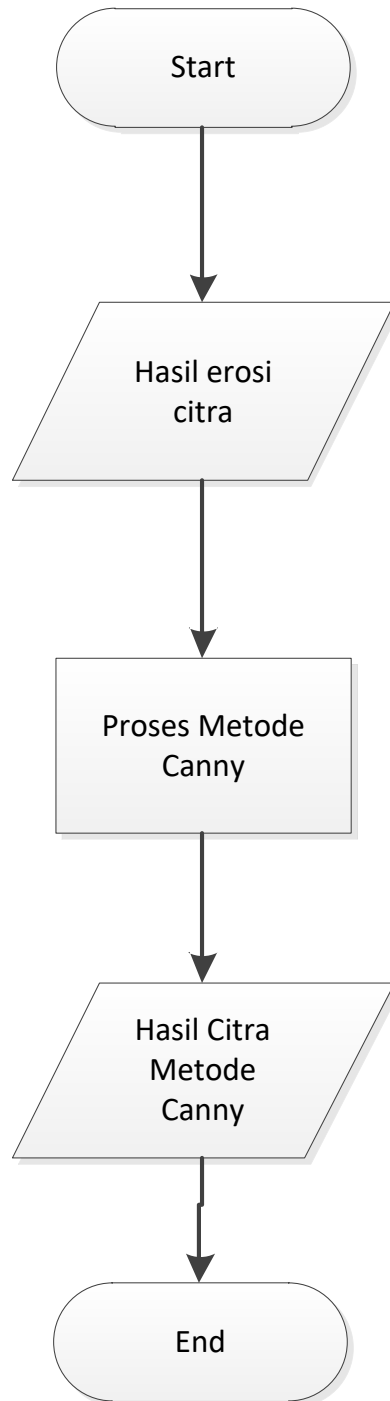 Start
Hasil erosi
citra
Proses Metode
Canny
Hasil Citra
Metode
Canny
End